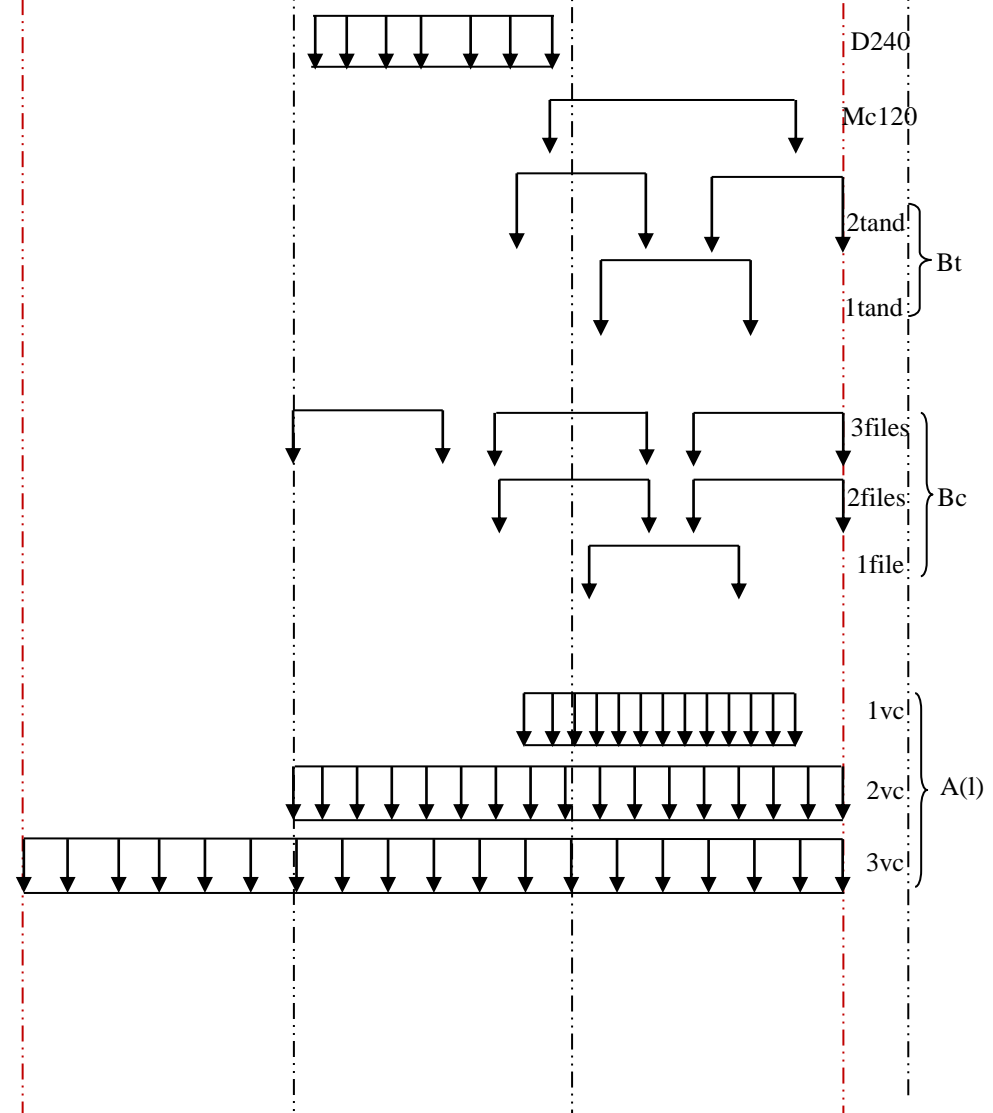 D240
Mc120
2tand
Bt
1tand
3files
2files
Bc
1file
1vc
2vc
A(l)
3vc